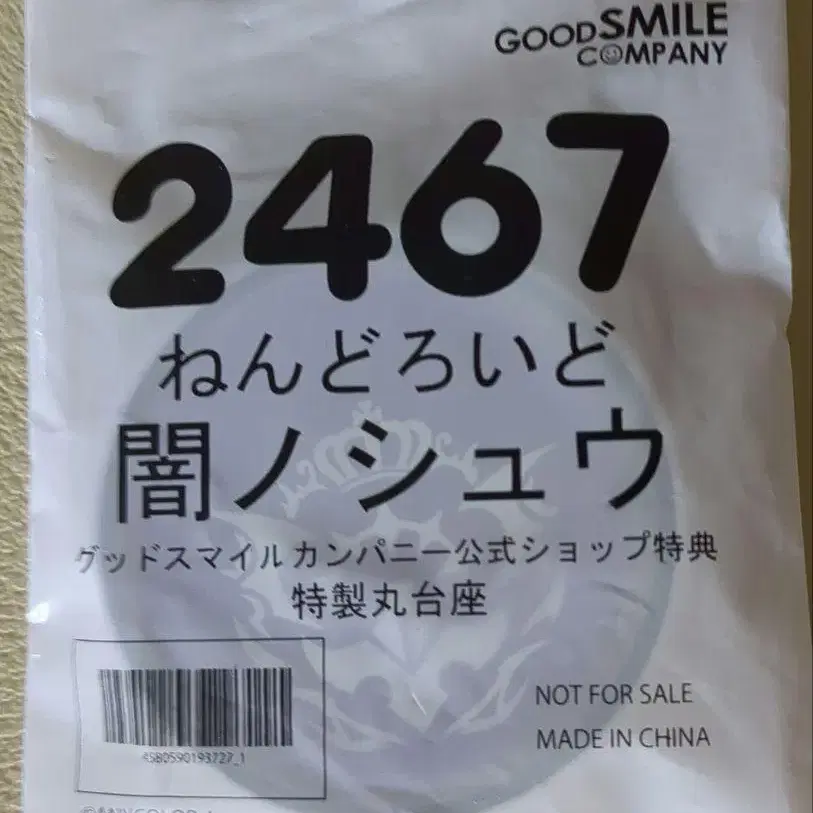 GOODSMILE
COMPANY
2467
ねんどろいど
闇ノシュウ
グッドスマイルカンパニー公式ショップ特典
特製丸台座
4580590193727_1
NOT FOR SALE
MADE IN CHINA